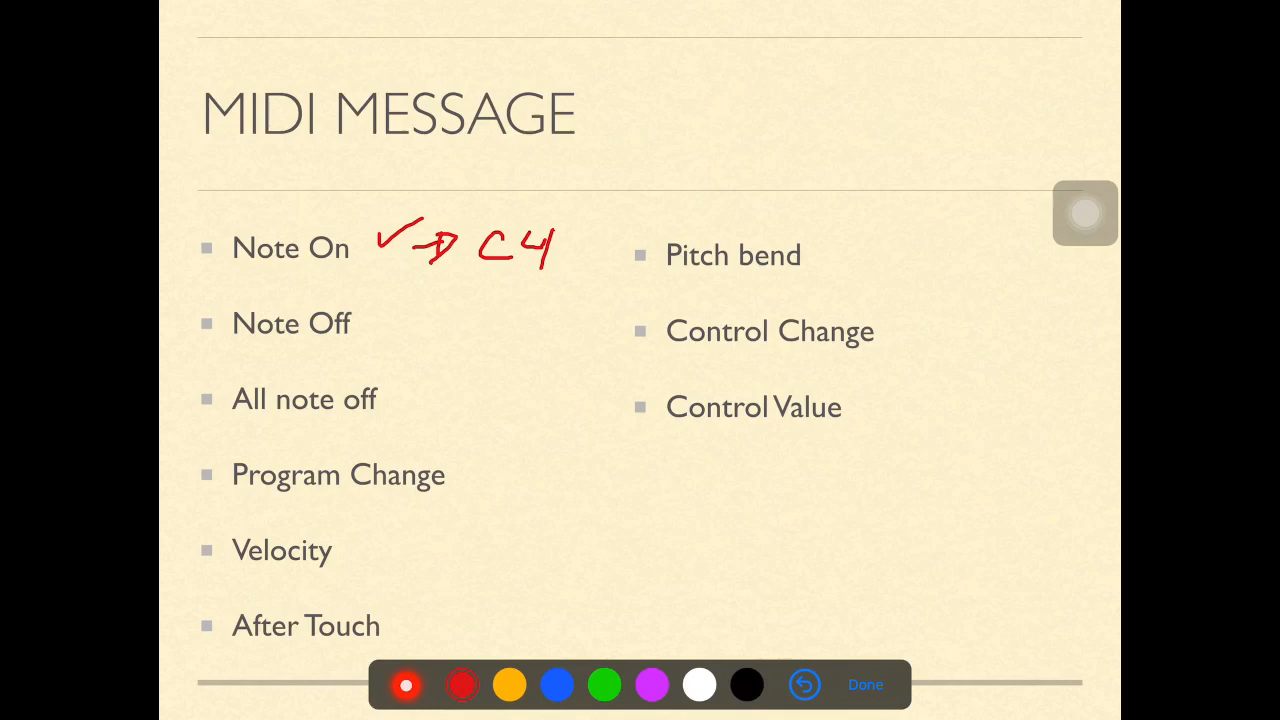 MIDI MESSAGE
Note On ✓→ C4
Note Off
All note off
Program Change
Velocity
After Touch
Pitch bend
Control Change
Control Value
Done